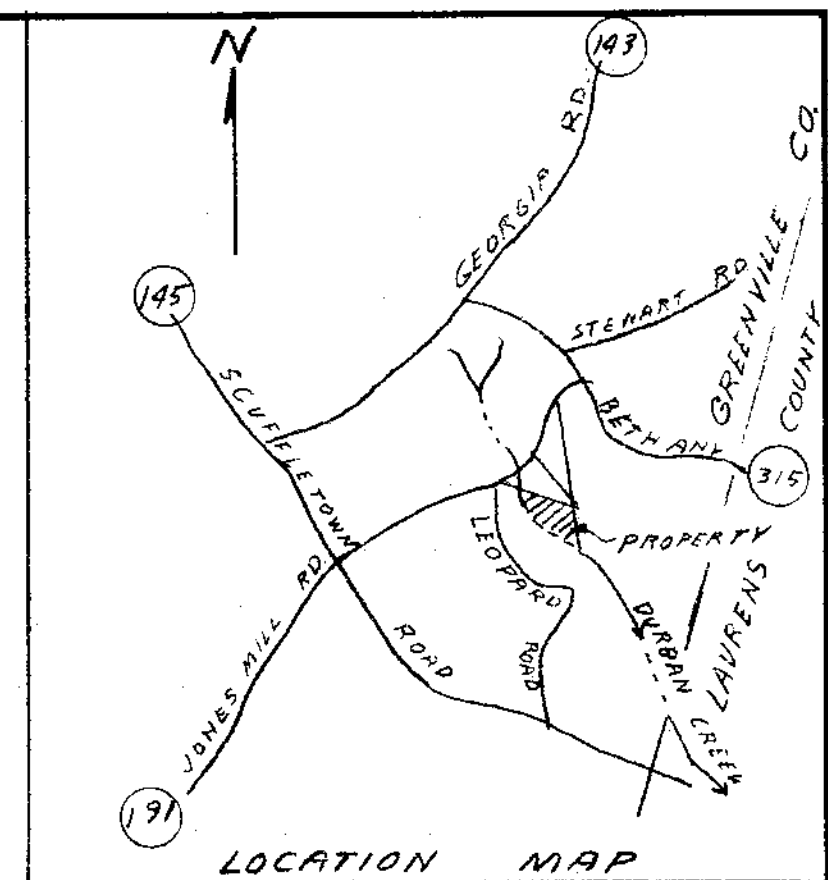 N
143
GEORGIA RD.
GREENVILLE CO.
145
STEWART RD
SCUFFLETOWN ROAD
BETHANY
COUNTY
315
PROPERTY
LEOPARD ROAD
JONES MILL RD.
DURBAN CREEK
LAURENS
191
LOCATION MAP